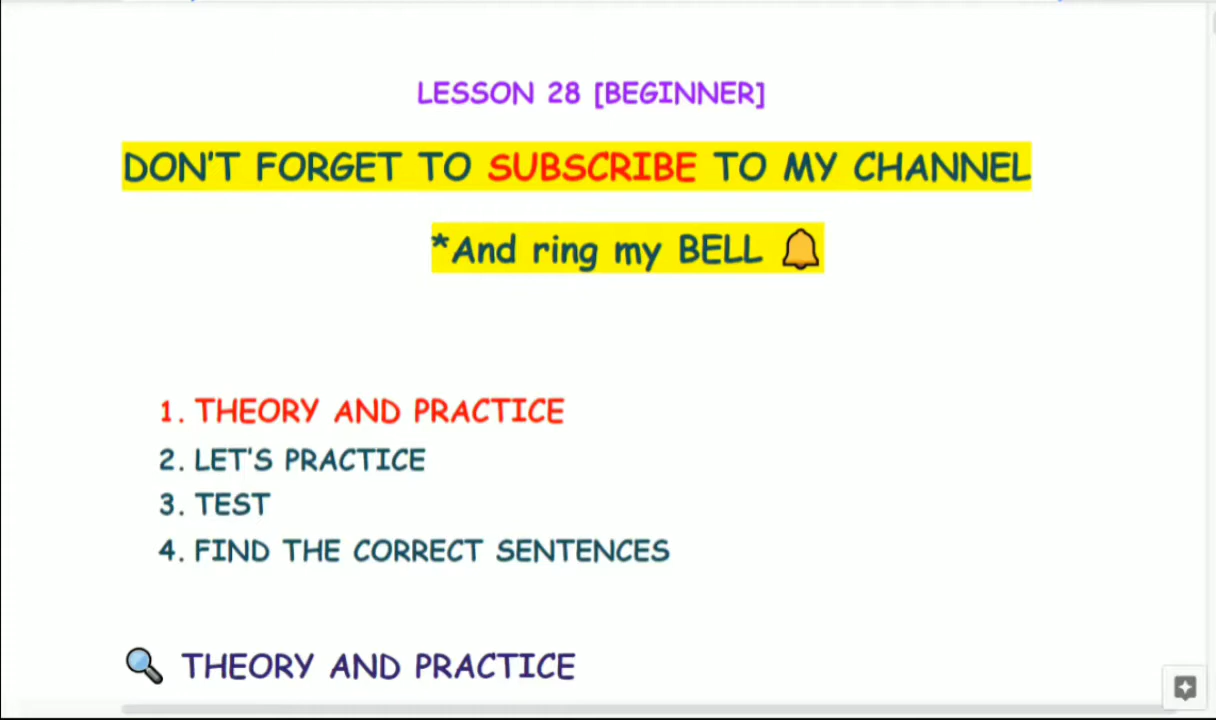 LESSON 28 [BEGINNER]
DON'T FORGET TO SUBSCRIBE TO MY CHANNEL
*And ring my BELL 🔔
1. THEORY AND PRACTICE
2. LET'S PRACTICE
3. TEST
4. FIND THE CORRECT SENTENCES
🔍 THEORY AND PRACTICE